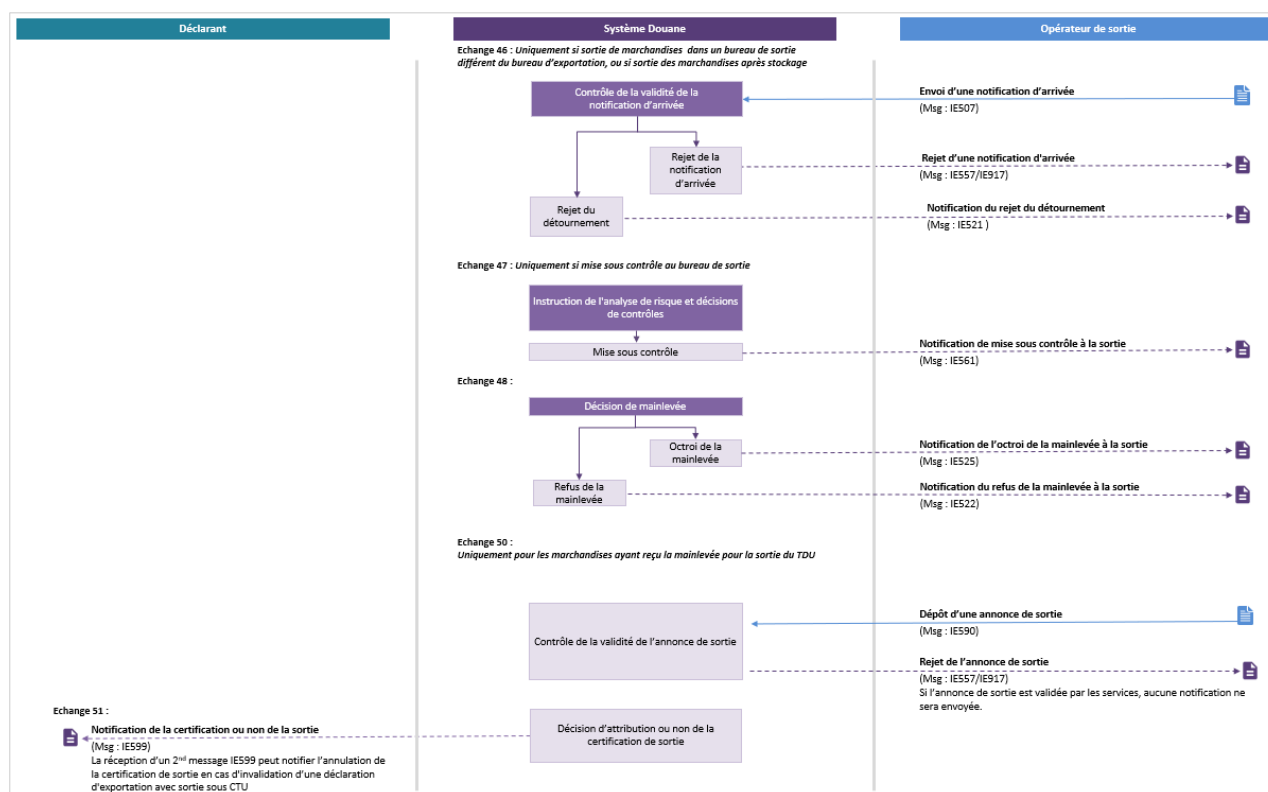 Déclarant
Système Douane
Opérateur de sortie
Echange 46 : Uniquement si sortie de marchandises dans un bureau de sortie
différent du bureau d'exportation, ou si sortie des marchandises après stockage
Contrôle de la validité de la
notification d'arrivée
Envoi d'une notification d'arrivée
(Msg : IE507)
Rejet de la
notification
d'arrivée
Rejet d'une notification d'arrivée
(Msg : IE557/IE917)
Rejet du
détournement
Notification du rejet du détournement
(Msg : IE521 )
Echange 47 : Uniquement si mise sous contrôle au bureau de sortie
Instruction de l'analyse de risque et décisions
de contrôles
Mise sous contrôle
Notification de mise sous contrôle à la sortie
(Msg : IE561)
Echange 48 :
Décision de mainlevée
Octroi de la
mainlevée
Notification de l'octroi de la mainlevée à la sortie
(Msg : IE525)
Refus de la
mainlevée
Notification du refus de la mainlevée à la sortie
(Msg : IE522)
Echange 50 :
Uniquement pour les marchandises ayant reçu la mainlevée pour la sortie du TDU
Contrôle de la validité de l'annonce de sortie
Dépôt d'une annonce de sortie
(Msg : IE590)
Rejet de l'annonce de sortie
(Msg : IE557/IE917)
Si l'annonce de sortie est validée par les services, aucune notification ne
sera envoyée.
Echange 51 :
Notification de la certification ou non de la sortie
(Msg : IE599)
La réception d'un 2nd message IE599 peut notifier l'annulation de
la certification de sortie en cas d'invalidation d'une déclaration
d'exportation avec sortie sous CTU
Décision d'attribution ou non de la
certification de sortie